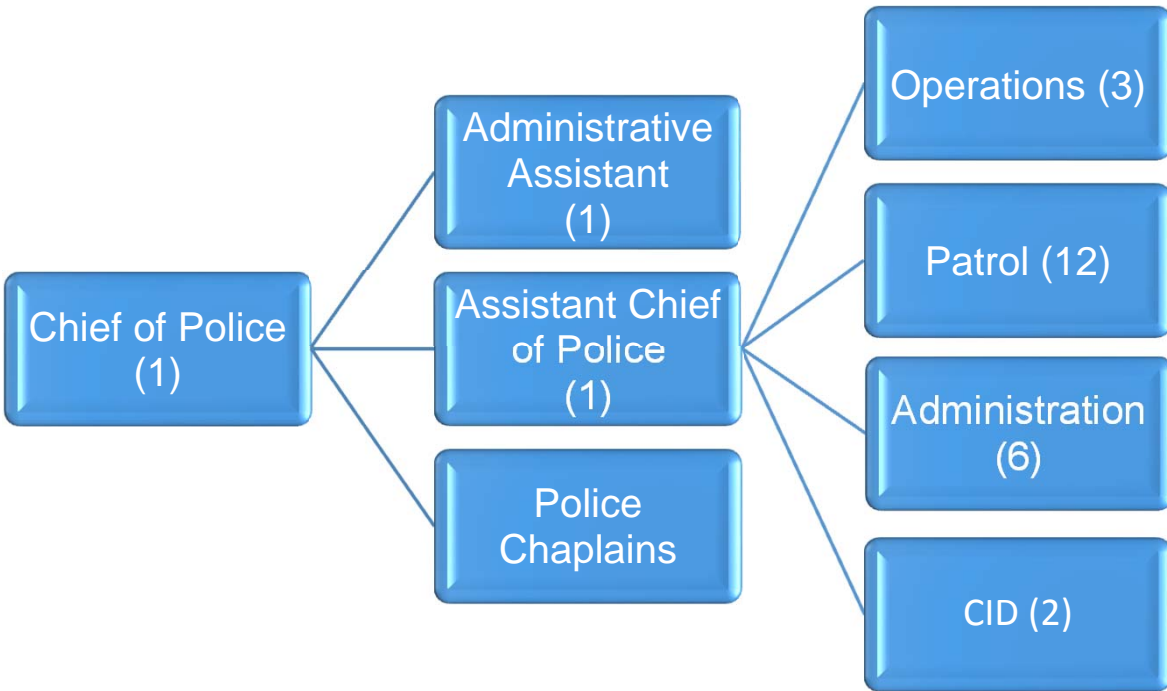 Chief of Police
(1)
Administrative
Assistant
(1)
Assistant Chief
of Police
(1)
Police
Chaplains
Operations (3)
Patrol (12)
Administration
(6)
CID (2)